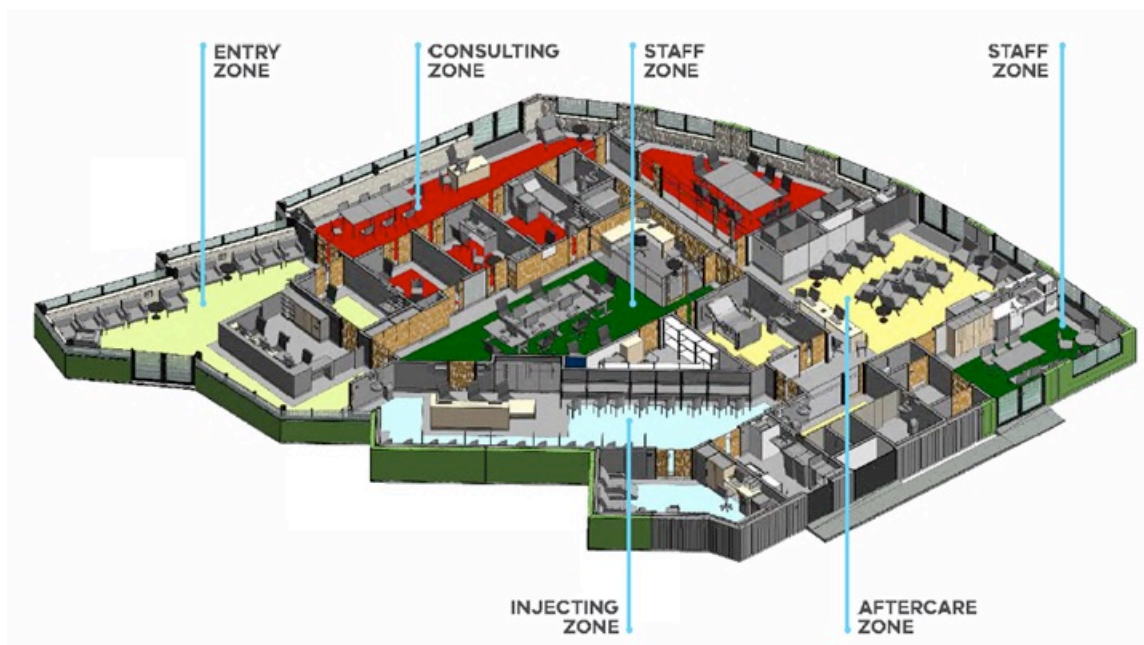 ENTRY
ZONE
CONSULTING
ZONE
STAFF
ZONE
STAFF
ZONE
INJECTING
ZONE
AFTERCARE
ZONE